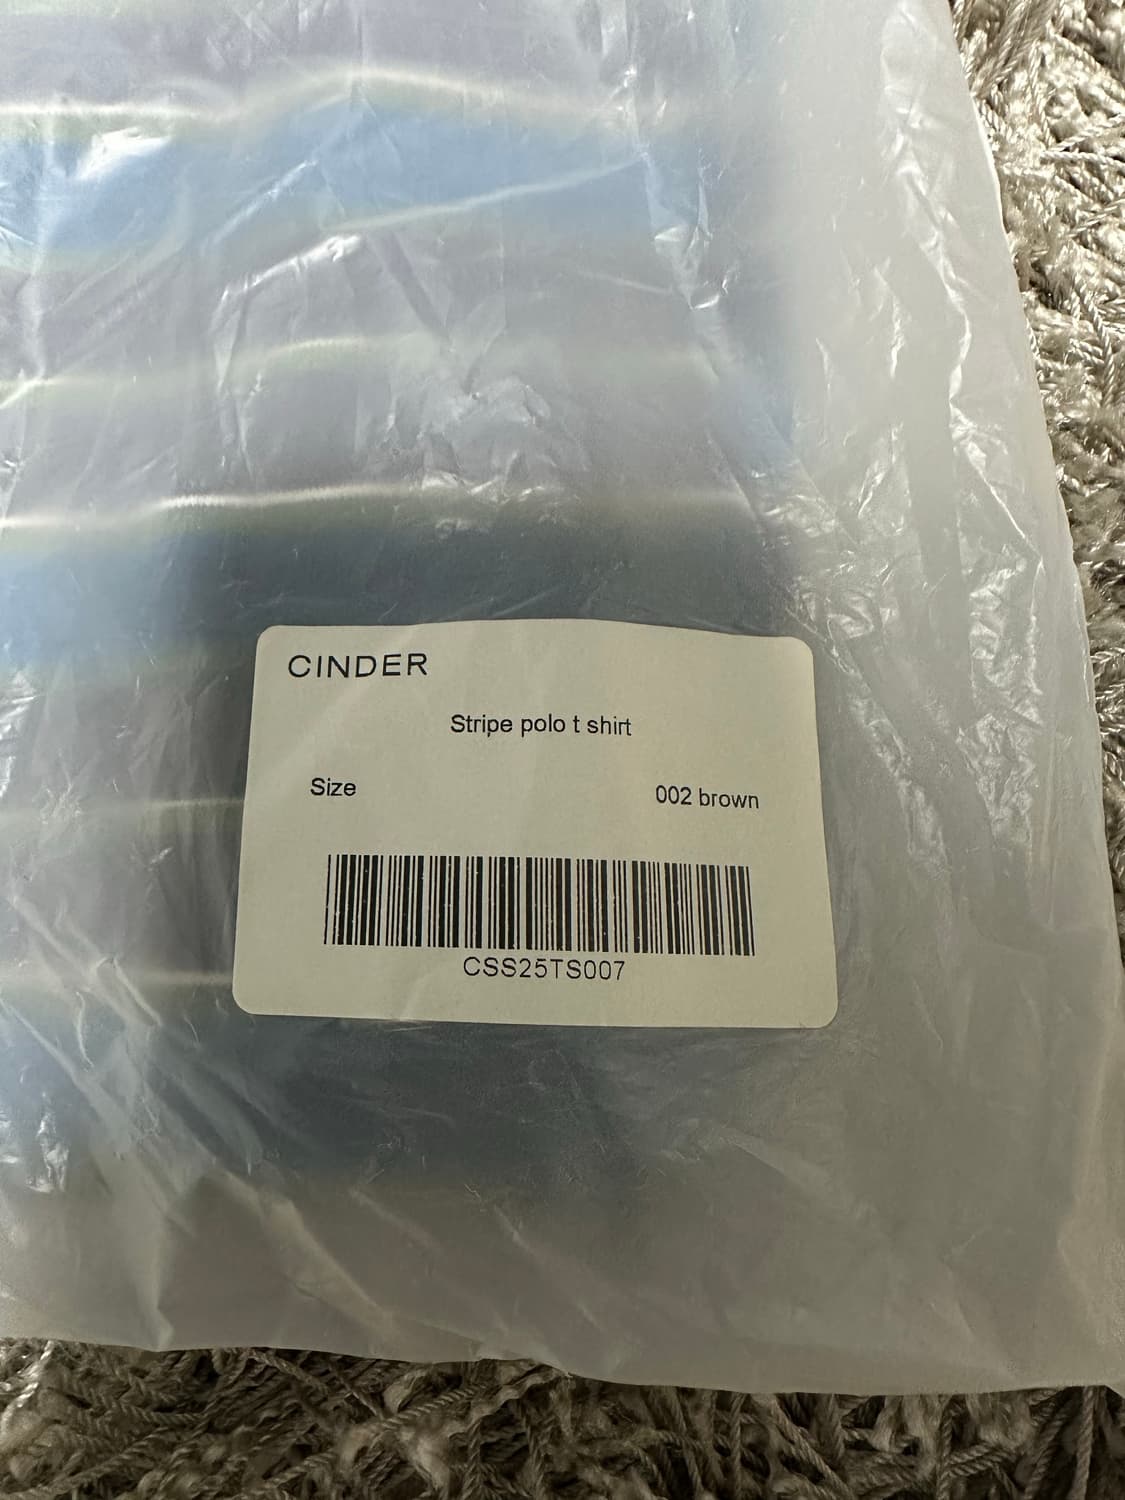 CINDER
Stripe polo t shirt
Size 002 brown
CSS25TS007